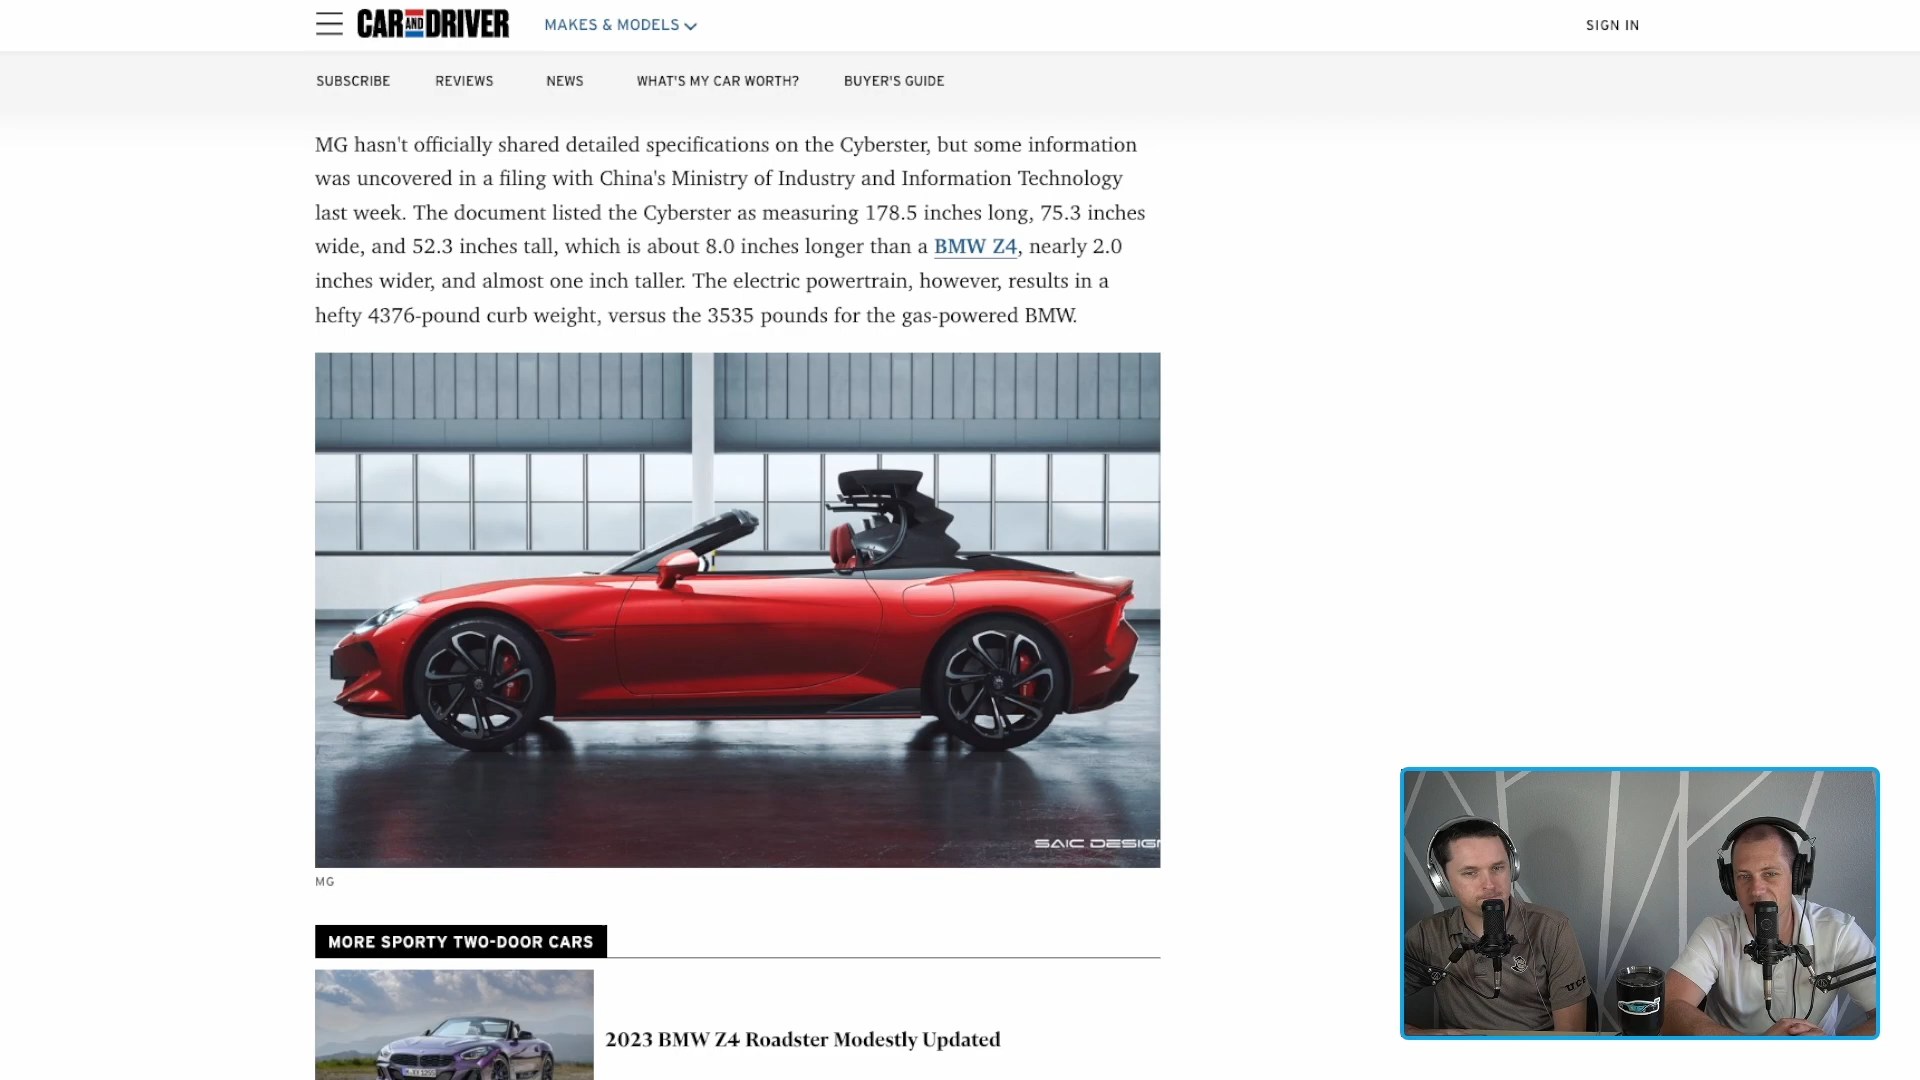 CAR AND DRIVER
MAKES & MODELS
SIGN IN
SUBSCRIBE
REVIEWS
NEWS
WHAT'S MY CAR WORTH?
BUYER'S GUIDE
MG hasn't officially shared detailed specifications on the Cyberster, but some information
was uncovered in a filing with China's Ministry of Industry and Information Technology
last week. The document listed the Cyberster as measuring 178.5 inches long, 75.3 inches
wide, and 52.3 inches tall, which is about 8.0 inches longer than a BMW Z4, nearly 2.0
inches wider, and almost one inch taller. The electric powertrain, however, results in a
hefty 4376-pound curb weight, versus the 3535 pounds for the gas-powered BMW.
SAIC DESIGN
MG
MORE SPORTY TWO-DOOR CARS
2023 BMW Z4 Roadster Modestly Updated
UCF